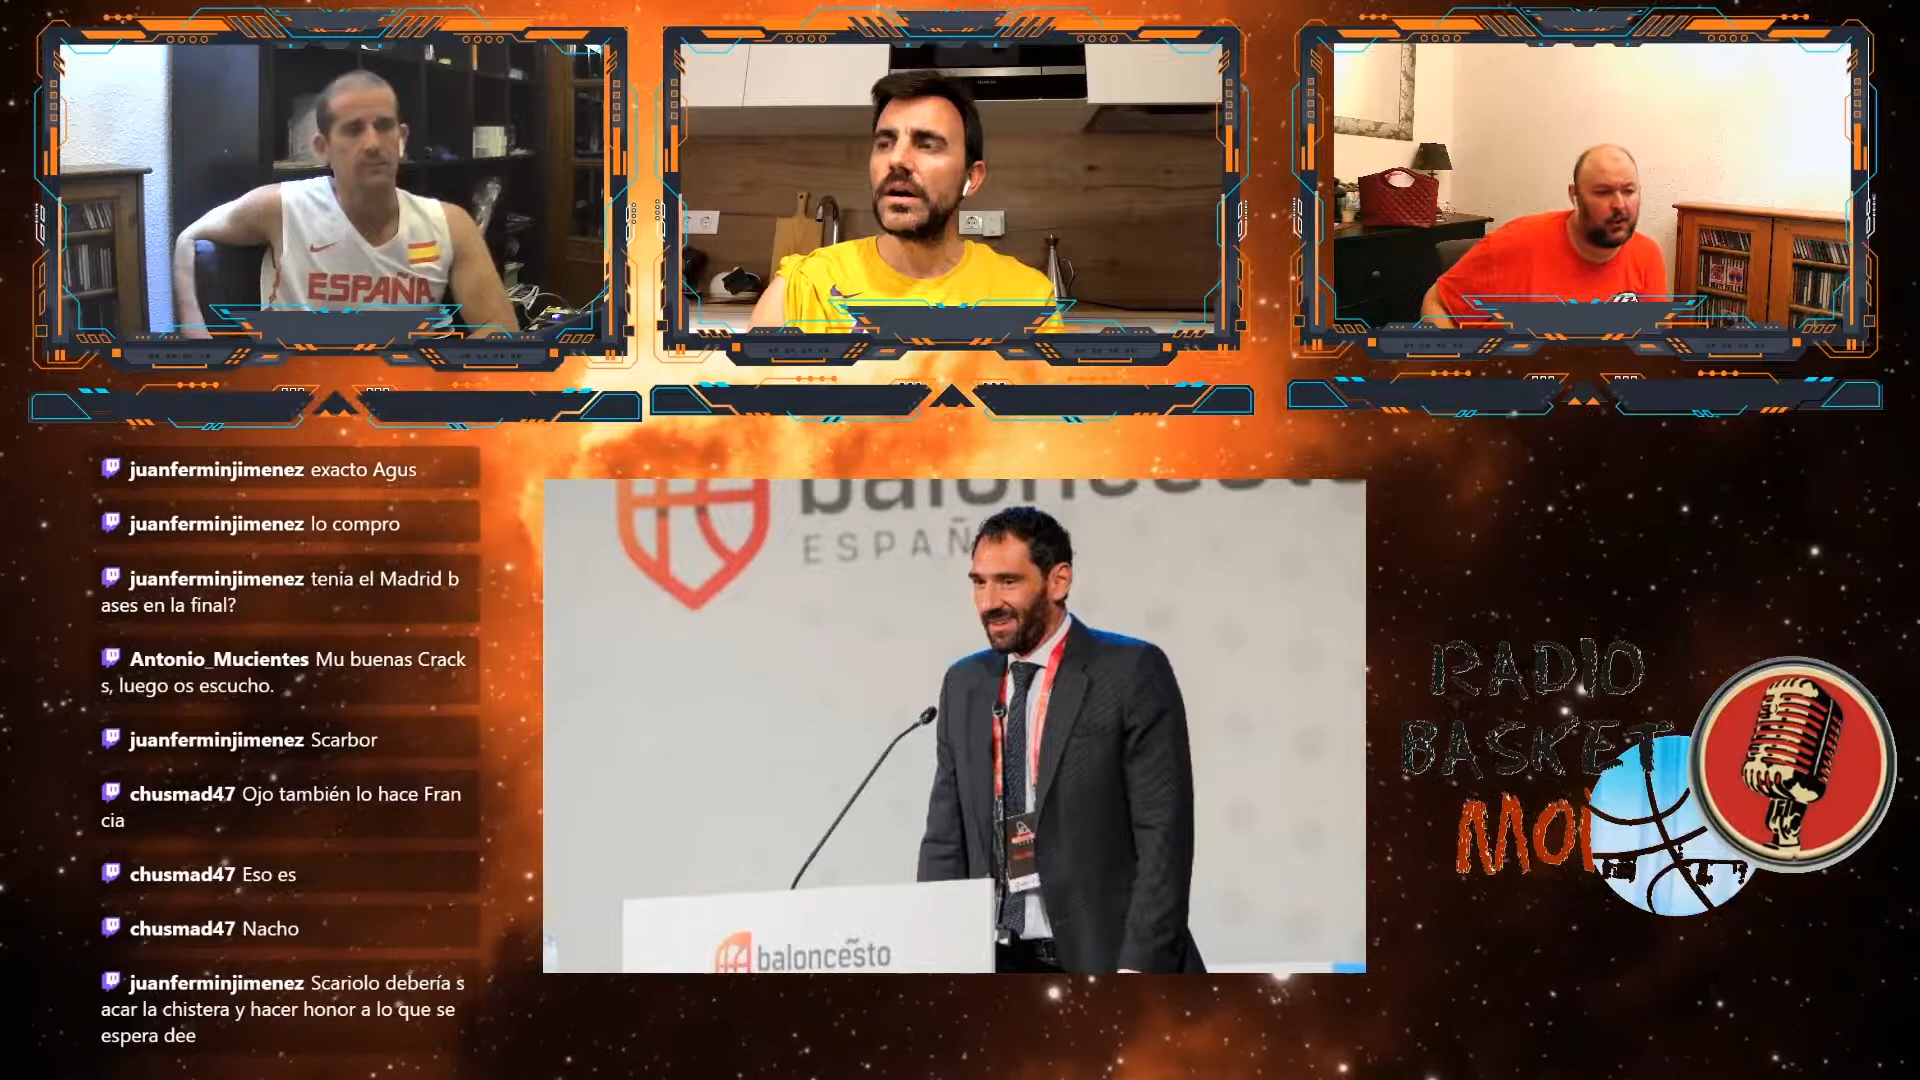 ESPAÑA
juanferminjimenez exacto Agus
juanferminjimenez lo compro
juanferminjimenez tenia el Madrid b
ases en la final?
Antonio_Mucientes Mu buenas Crack
s, luego os escucho.
juanferminjimenez Scarbor
chusmad47 Ojo también lo hace Fran
cia
chusmad47 Eso es
chusmad47 Nacho
juanferminjimenez Scariolo debería s
acar la chistera y hacer honor a lo que se
espera dee
baloncesto
ESPAÑ
baloncesto
RADIO
BASKET
MOI